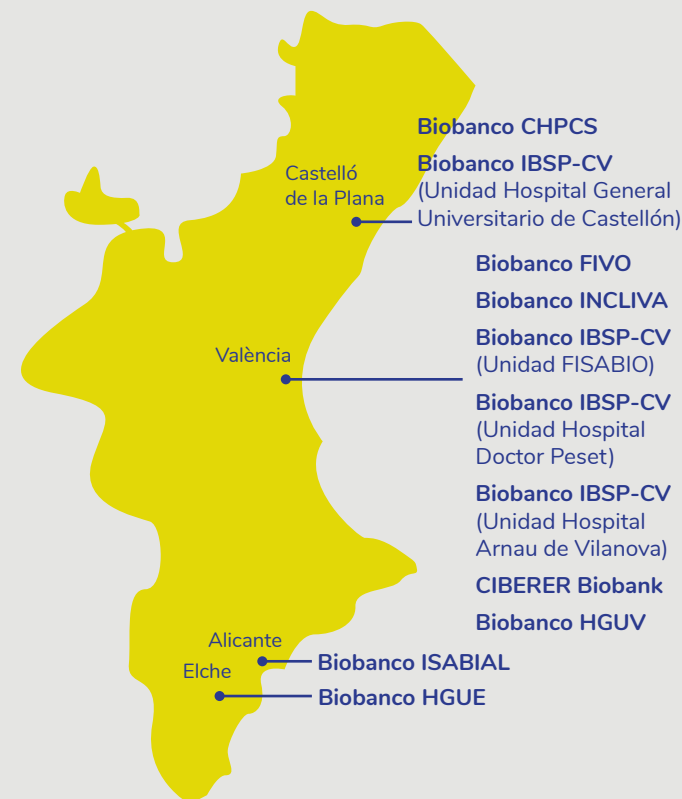 Castelló
de la Plana
Biobanco CHPCS
Biobanco IBSP-CV
(Unidad Hospital General
Universitario de Castellón)
València
Biobanco FIVO
Biobanco INCLIVA
Biobanco IBSP-CV
(Unidad FISABIO)
Biobanco IBSP-CV
(Unidad Hospital
Doctor Peset)
Biobanco IBSP-CV
(Unidad Hospital
Arnau de Vilanova)
CIBERER Biobank
Biobanco HGUV
Alicante
Biobanco ISABIAL
Elche
Biobanco HGUE